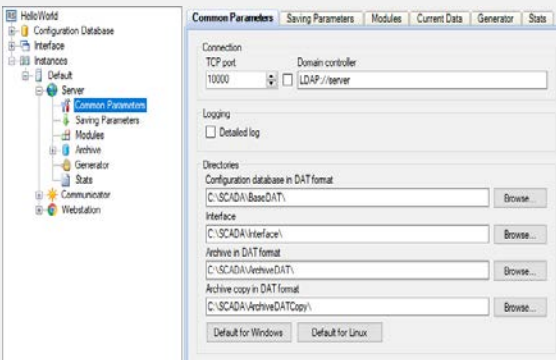 HelloWorld
Configuration Database
Interface
Instances
Default
Server
Common Parameters
Saving Parameters
Modules
Archive
Generator
Stats
Communicator
Webstation
Common Parameters Saving Parameters Modules Current Data Generator Stats
Connection
TCP port Domain controller
10000 LDAP://server
Logging
Detailed log
Directories
Configuration database in DAT format
C:\SCADA\BaseDAT\ Browse...
Interface
C:\SCADA\Interface\ Browse...
Archive in DAT format
C:\SCADA\ArchiveDAT\ Browse...
Archive copy in DAT format
C:\SCADA\ArchiveDATCopy\ Browse...
Default for Windows Default for Linux